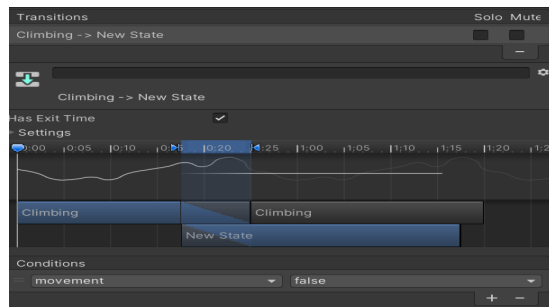 Transitions Solo Mute
Climbing -> New State
Climbing -> New State
Has Exit Time
Settings
0:00 0:05 0:10 0:20 0:25 1:00 1:05 1:10 1:15 1:20
Climbing Climbing
New State
Conditions
movement false